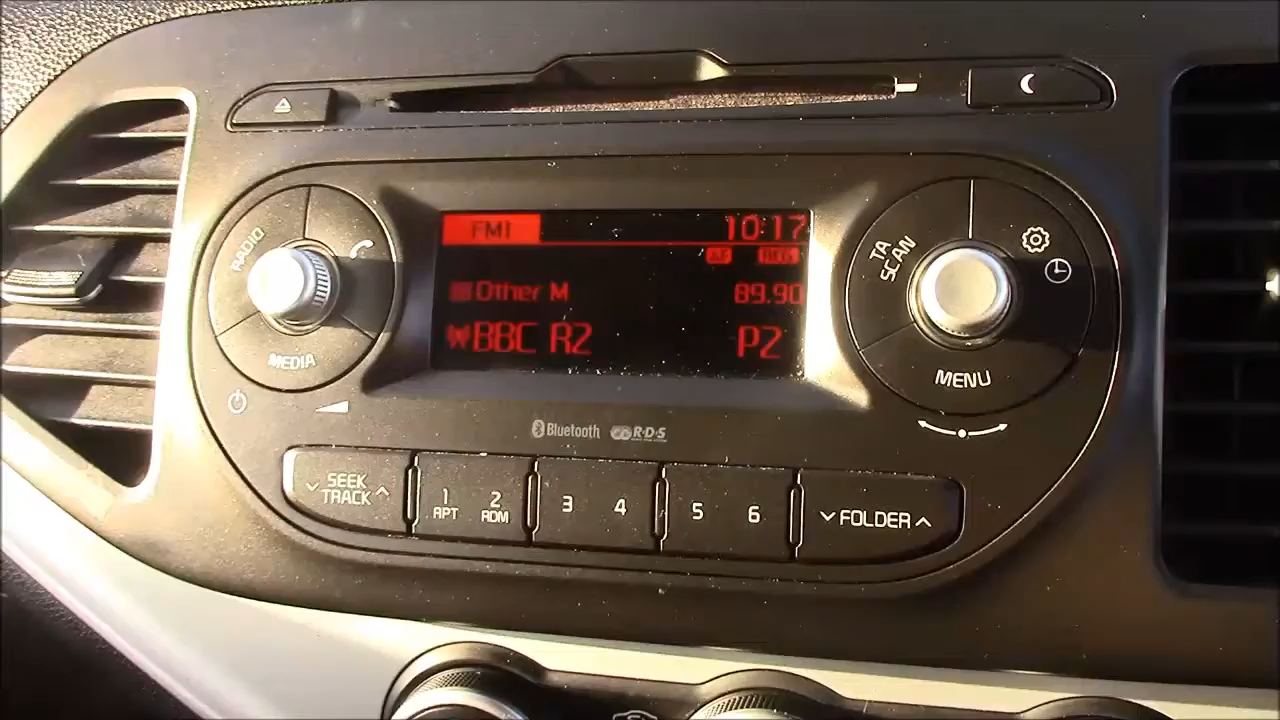 FM1 10:17
AF REG
Other M 89.90
BBC R2 P2
RADIO
MEDIA
TA
SCAN
MENU
Bluetooth R·D·S
SEEK
TRACK
1 2 3 4 5 6
RPT RDM
FOLDER